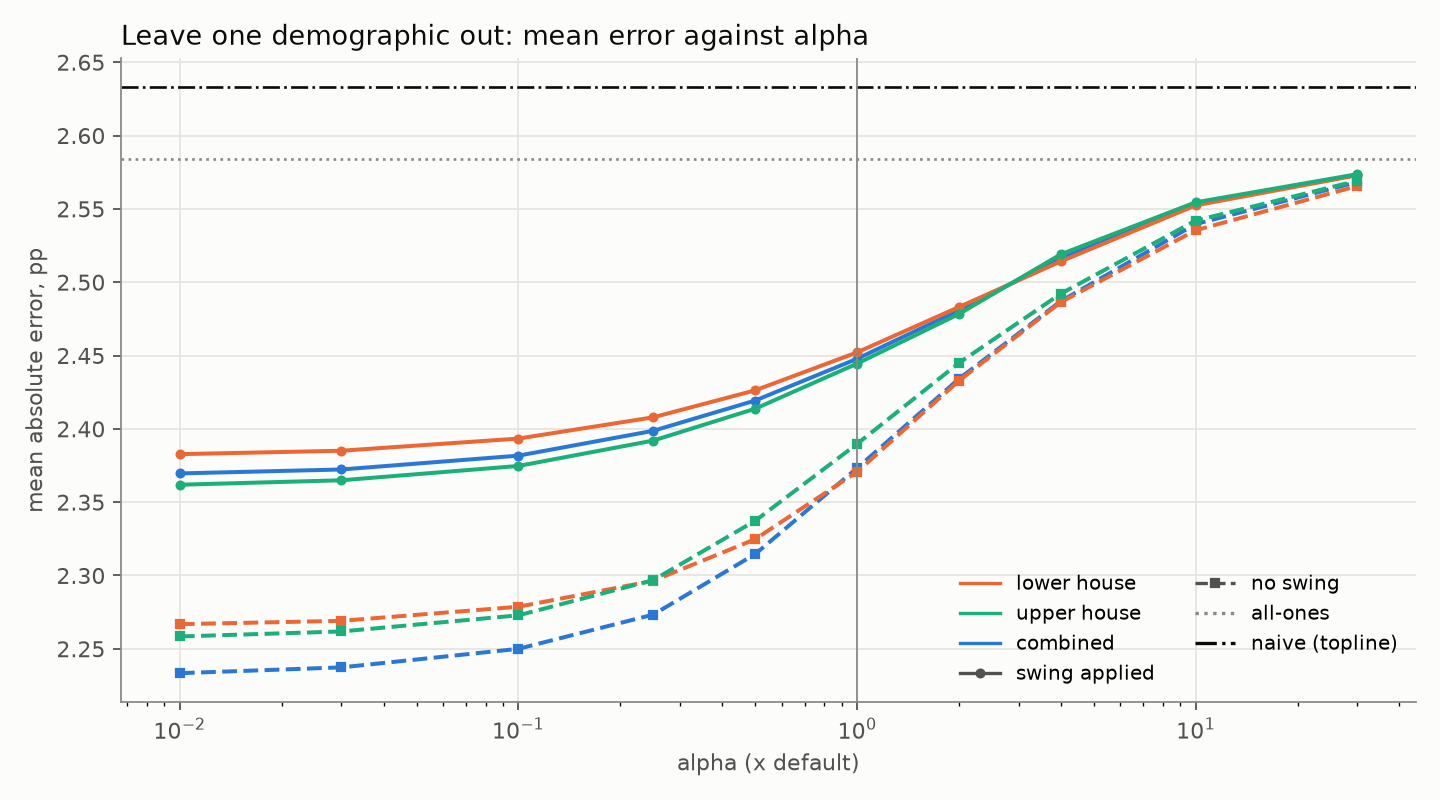 Leave one demographic out: mean error against alpha
2.65
2.60
2.55
2.50
2.45
2.40
2.35
2.30
2.25
mean absolute error, pp
10⁻²
10⁻¹
10⁰
10¹
alpha (x default)
lower house
upper house
combined
swing applied
no swing
all-ones
naive (topline)